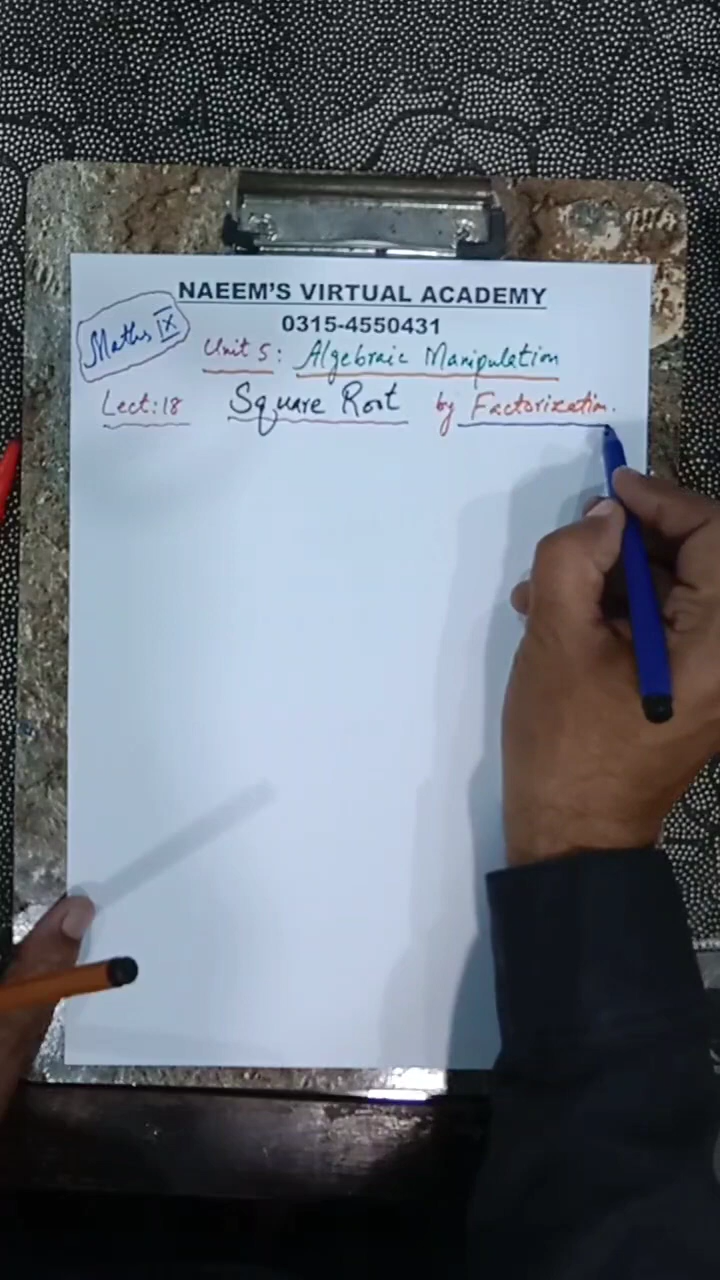 NAEEM'S VIRTUAL ACADEMY
0315-4550431
Maths IX
Unit 5: Algebraic Manipulation
Lect:18 Square Root by Factorization.